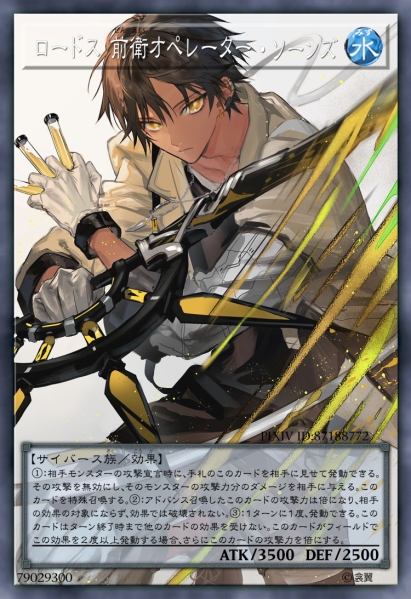 ロードス 前衛オペレーター・ソーンズ
みず
水
PIXIV ID:87188772
【サイバース族／効果】
①:相手モンスターの攻撃宣言時に、手札のこのカードを相手に見せて発動できる。
その攻撃を無効にし、そのモンスターの攻撃力分のダメージを相手に与える。この
カードを特殊召喚する。②:アドバンス召喚したこのカードの攻撃力は倍になり、相手
の効果の対象にならず、効果では破壊されない。③:1ターンに1度、発動できる。この
カードはターン終了時まで他のカードの効果を受けない。このカードがフィールドで
この効果を2度以上発動する場合、さらにこのカードの攻撃力を倍にする。
ATK/3500 DEF/2500
79029300
©袞翼